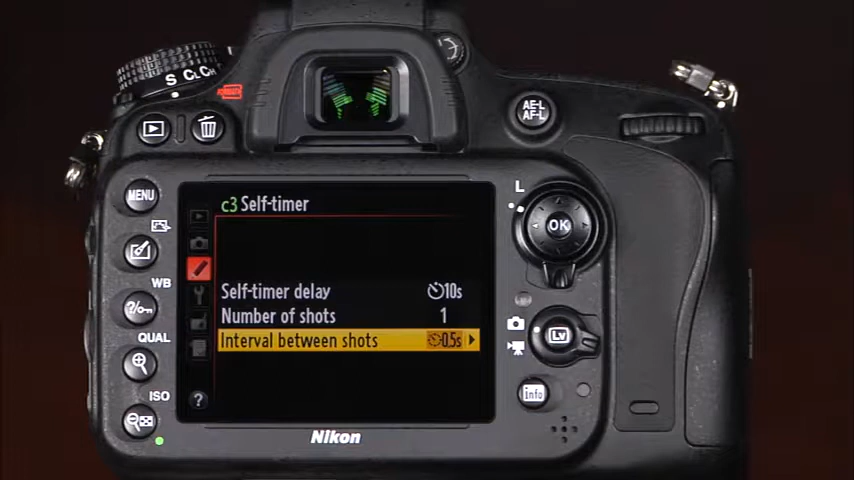 S CL CH
FORMAT
AE-L
AF-L
MENU
L
OK
c3 Self-timer
WB
Self-timer delay 10s
Number of shots 1
Interval between shots 0.5s
?
QUAL
Lv
ISO
info
?
Nikon